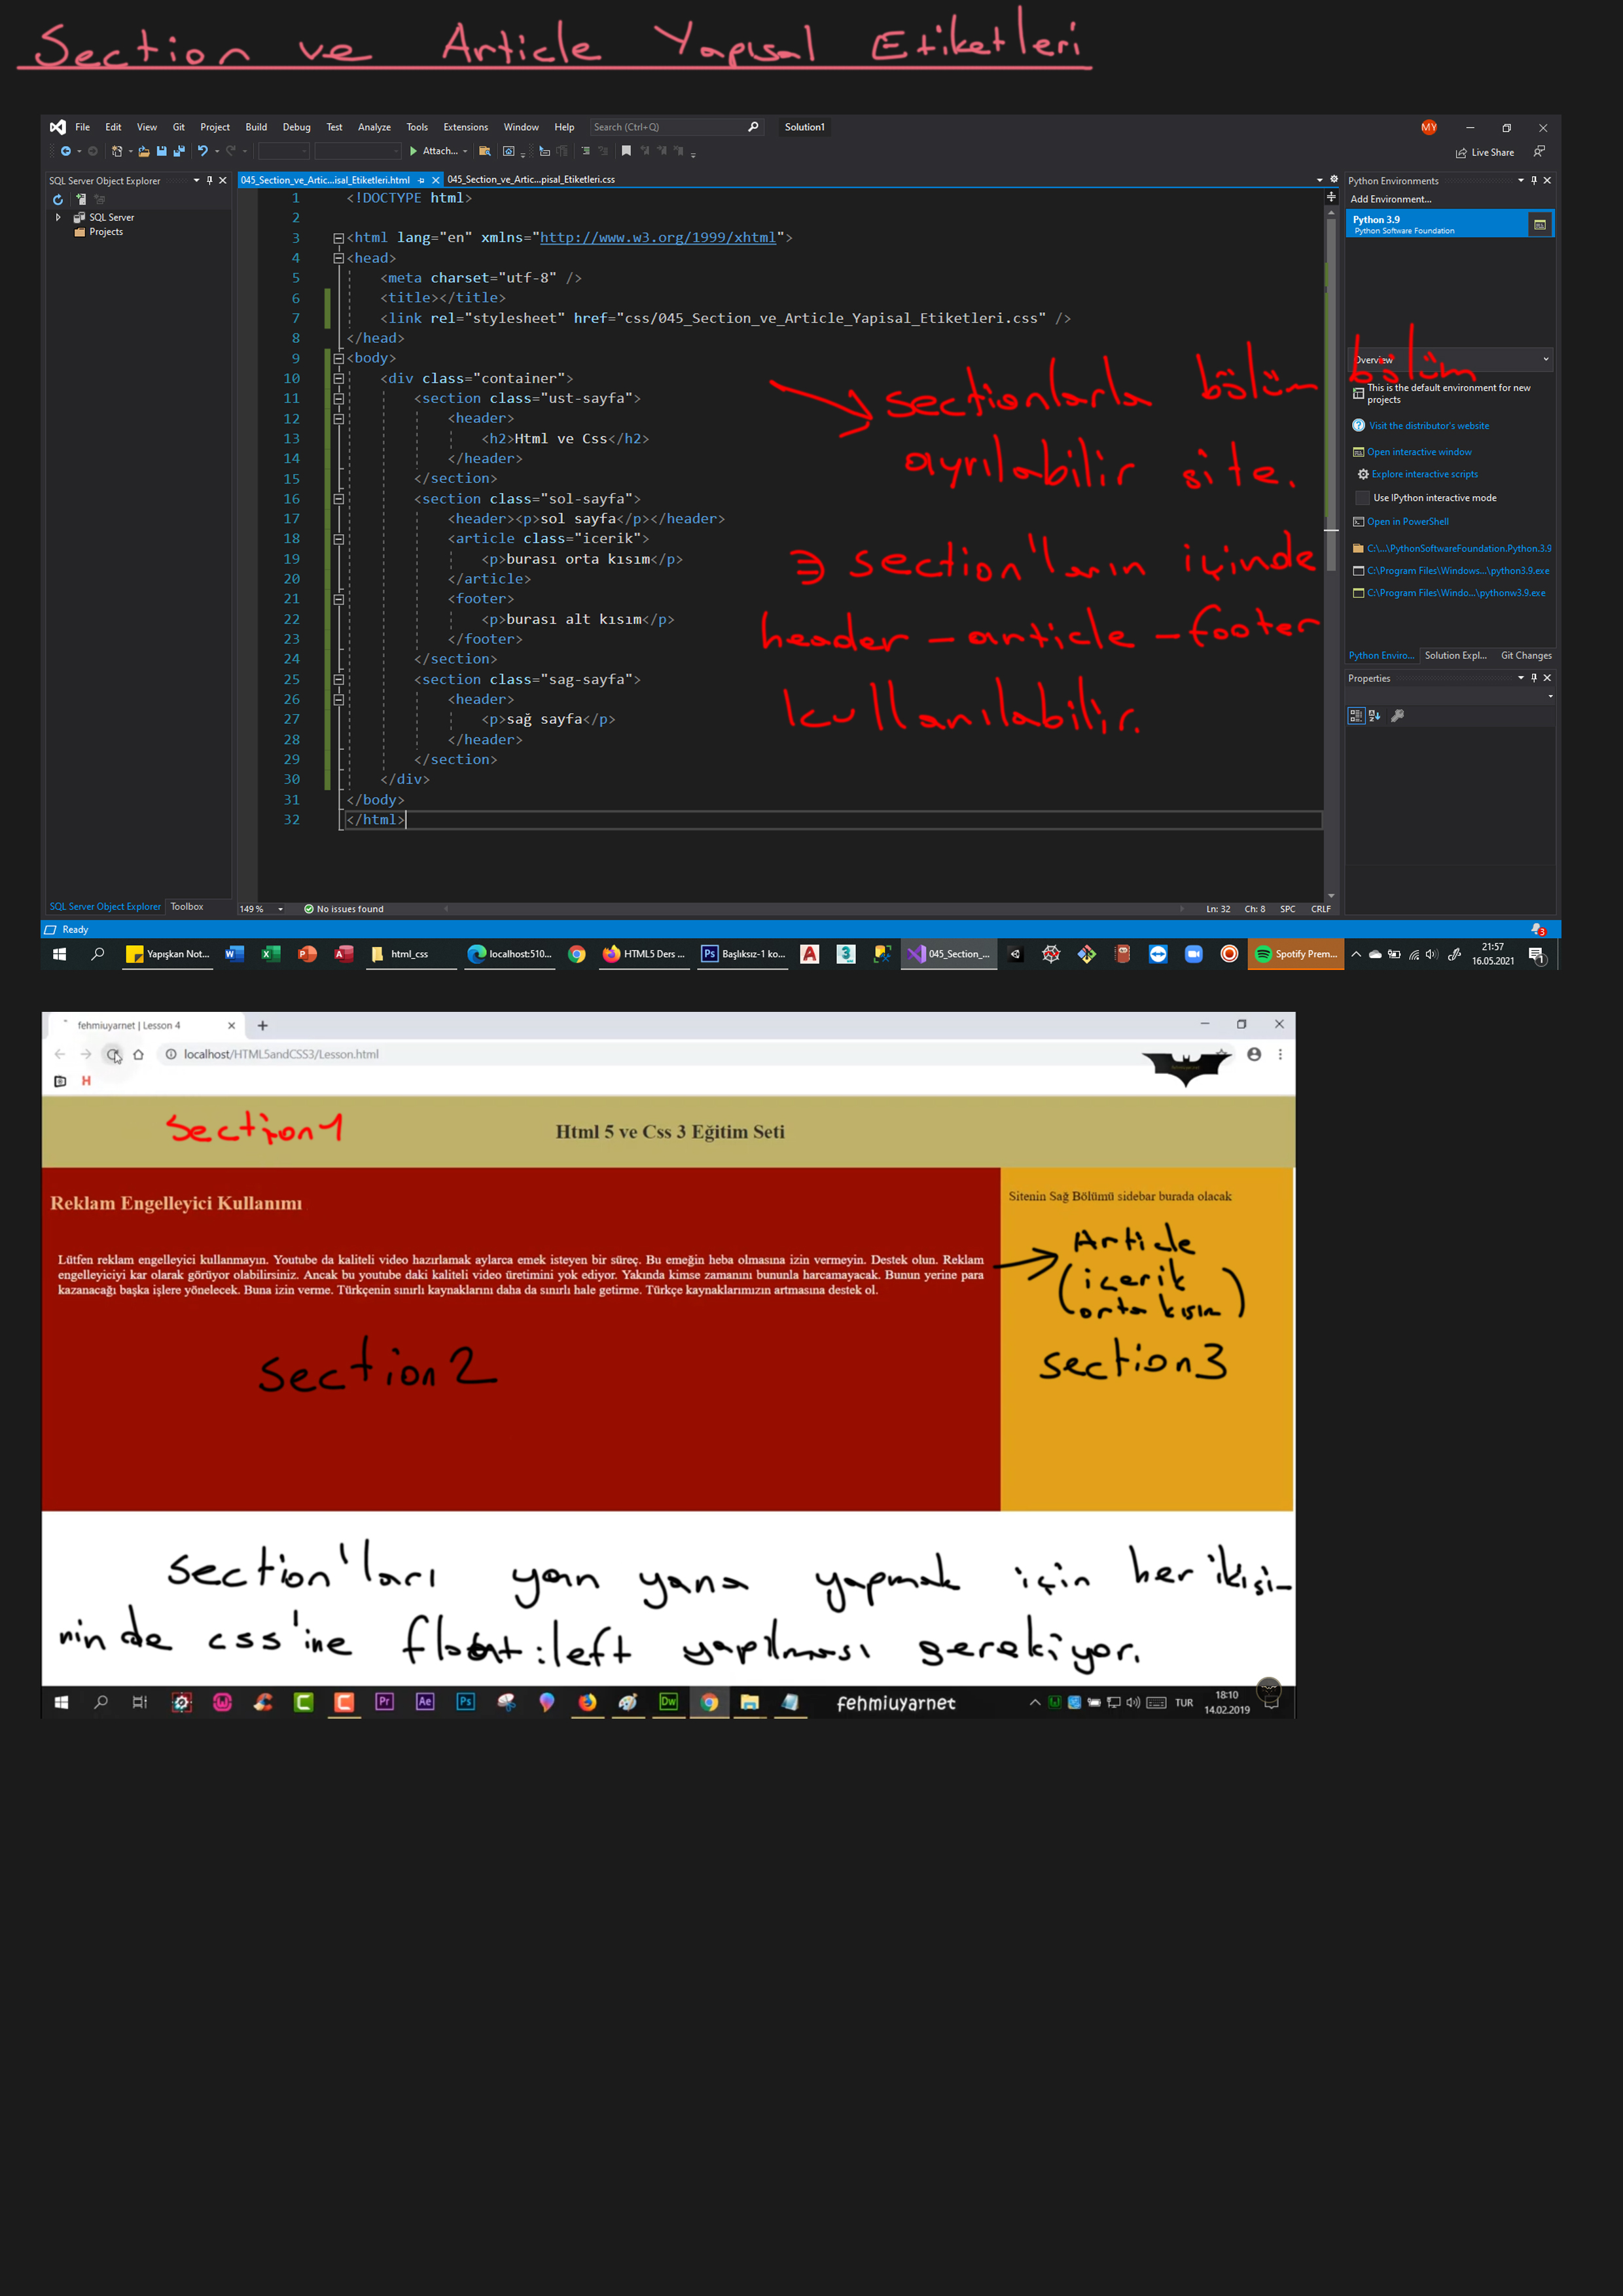 Section ve Article Yapısal Etiketleri
File Edit View Git Project Build Debug Test Analyze Tools Extensions Window Help Search (Ctrl+Q) Solution1 MY
Attach... Live Share
SQL Server Object Explorer
SQL Server
Projects
045_Section_ve_Artic...isal_Etiketleri.html 045_Section_ve_Artic...pisal_Etiketleri.css
1 <!DOCTYPE html>
2
3 <html lang="en" xmlns="http://www.w3.org/1999/xhtml">
4 <head>
5 <meta charset="utf-8" />
6 <title></title>
7 <link rel="stylesheet" href="css/045_Section_ve_Article_Yapisal_Etiketleri.css" />
8 </head>
9 <body>
10 <div class="container">
11 <section class="ust-sayfa">
12 <header>
13 <h2>Html ve Css</h2>
14 </header>
15 </section>
16 <section class="sol-sayfa">
17 <header><p>sol sayfa</p></header>
18 <article class="icerik">
19 <p>burası orta kısım</p>
20 </article>
21 <footer>
22 <p>burası alt kısım</p>
23 </footer>
24 </section>
25 <section class="sag-sayfa">
26 <header>
27 <p>sağ sayfa</p>
28 </header>
29 </section>
30 </div>
31 </body>
32 </html>
sectionlarla bölüm bölüm
ayrılabilir site.
section'ların içinde
header - article - footer
kullanılabilir.
Python Environments
Add Environment...
Python 3.9
Python Software Foundation
Overview
This is the default environment for new
projects
Visit the distributor's website
Open interactive window
Explore interactive scripts
Use IPython interactive mode
Open in PowerShell
C:\...\PythonSoftwareFoundation.Python.3.9
C:\Program Files\Windows...\python3.9.exe
C:\Program Files\Windo...\pythonw3.9.exe
Python Enviro... Solution Expl... Git Changes
Properties
SQL Server Object Explorer Toolbox
149 % No issues found Ln: 32 Ch: 8 SPC CRLF
Ready 3
Yapışkan Not... html_css localhost:510... HTML5 Ders ... Başlıksız-1 ko... 045_Section_... Spotify Prem... 21:57
16.05.2021
fehmiuyarnet | Lesson 4
localhost/HTML5andCSS3/Lesson.html
H
section1
Html 5 ve Css 3 Eğitim Seti
Reklam Engelleyici Kullanımı
Lütfen reklam engelleyici kullanmayın. Youtube da kaliteli video hazırlamak aylarca emek isteyen bir süreç. Bu emeğin heba olmasına izin vermeyin. Destek olun. Reklam
engelleyiciyi kar olarak görüyor olabilirsiniz. Ancak bu youtube daki kaliteli video üretimini yok ediyor. Yakında kimse zamanını bununla harcamayacak. Bunun yerine para
kazanacağı başka işlere yönelecek. Buna izin verme. Türkçenin sınırlı kaynaklarını daha da sınırlı hale getirme. Türkçe kaynaklarımızın artmasına destek ol.
section2
Sitenin Sağ Bölümü sidebar burada olacak
Article
(içerik
orta kısım)
section3
section'ları yan yana yapmak için her ikisi-
ninde css'ine float:left yapılması gerekiyor.
Pr Ae Ps Dw fehmiuyarnet TUR 18:10
14.02.2019